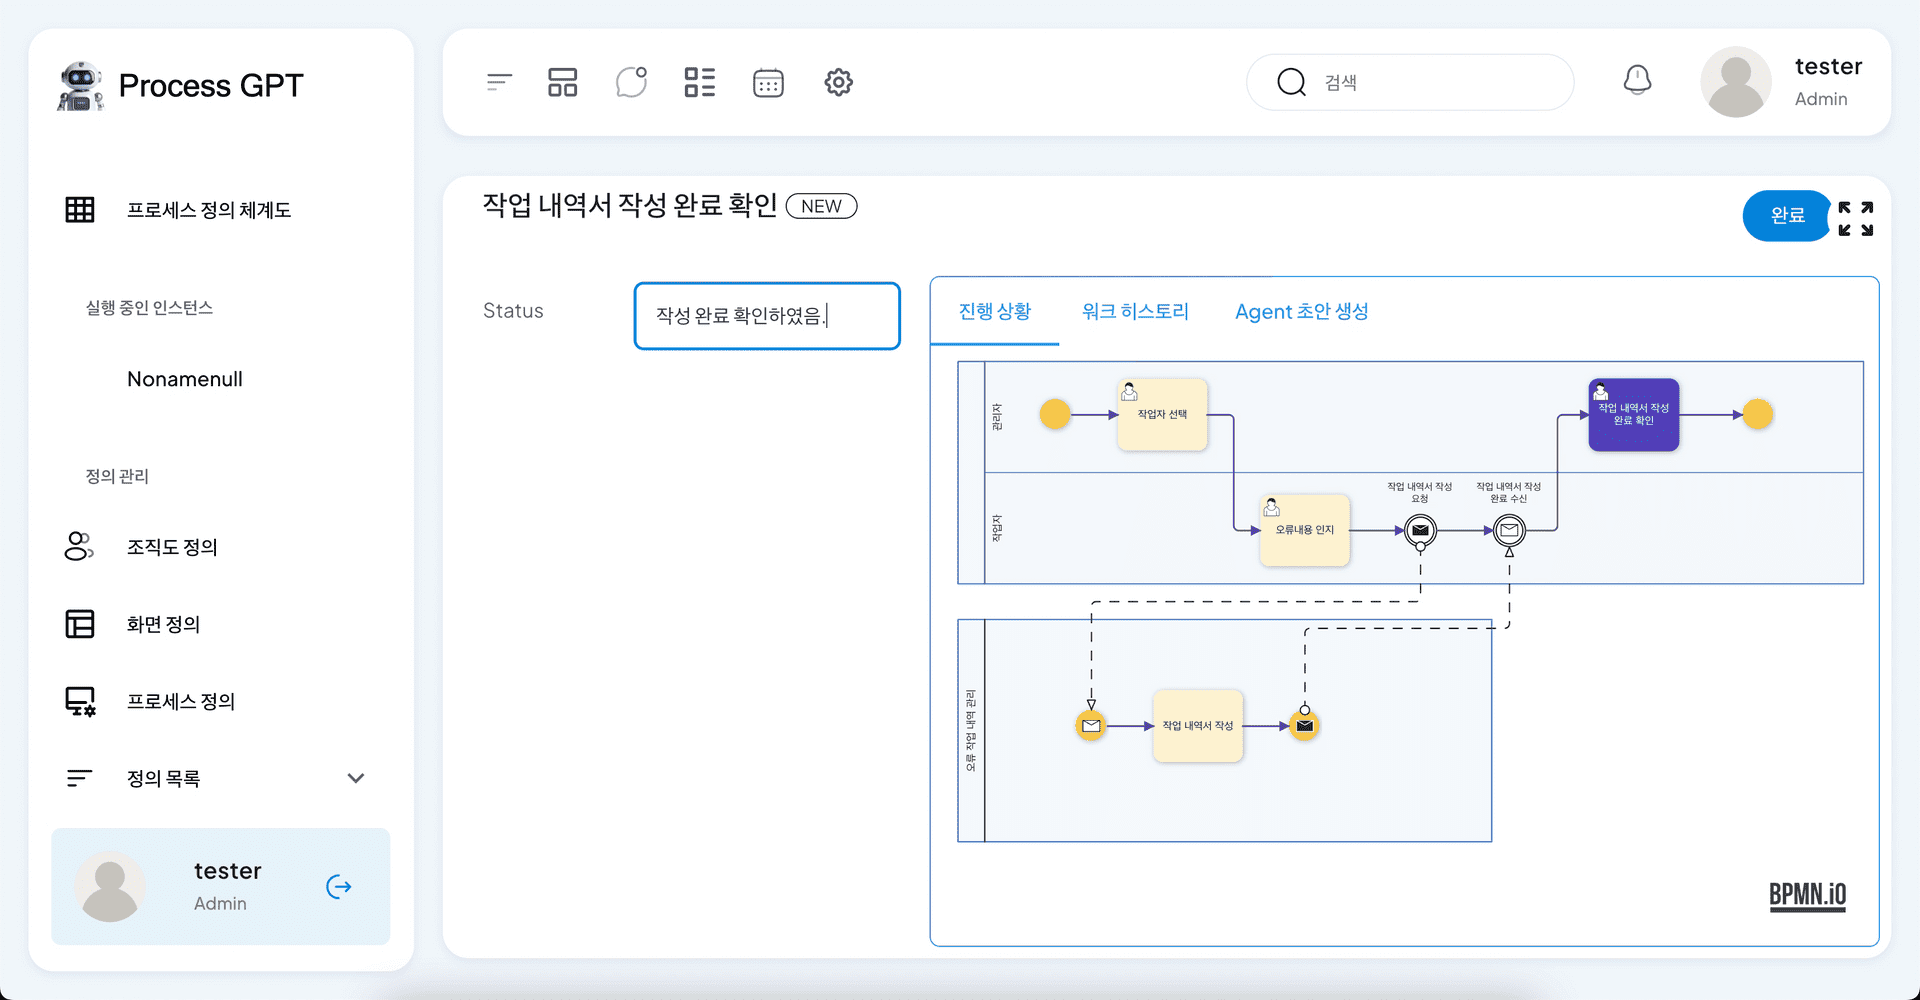 Process GPT
프로세스 정의 체계도
실행 중인 인스턴스
Nonamenull
정의 관리
조직도 정의
화면 정의
프로세스 정의
정의 목록
tester
Admin
검색
tester
Admin
작업 내역서 작성 완료 확인 NEW
완료
Status
작성 완료 확인하였음.
진행 상황 워크 히스토리 Agent 초안 생성
관리자
작업자 선택
작업 내역서 작성
완료 확인
작업자
오류내용 인지
작업 내역서 작성
요청
작업 내역서 작성
완료 수신
오류 작업 내역 관리
작업 내역서 작성
BPMN.iO